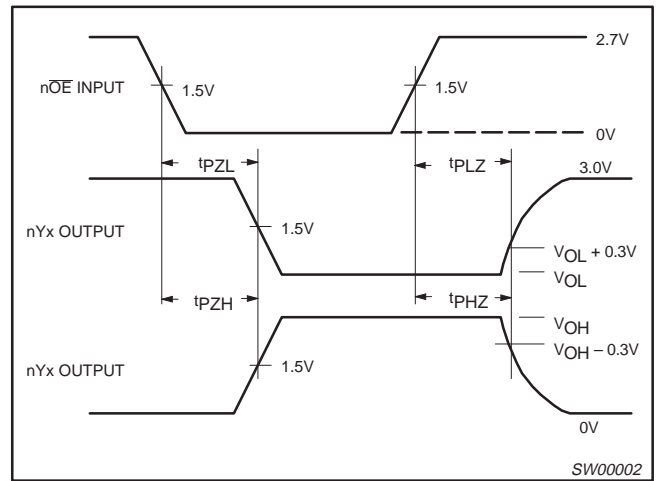 2.7V
nO̅E̅ INPUT
1.5V
1.5V
0V
tPZL
tPLZ
3.0V
nYx OUTPUT
1.5V
VOL + 0.3V
VOL
tPZH
tPHZ
VOH
VOH – 0.3V
nYx OUTPUT
1.5V
0V
SW00002